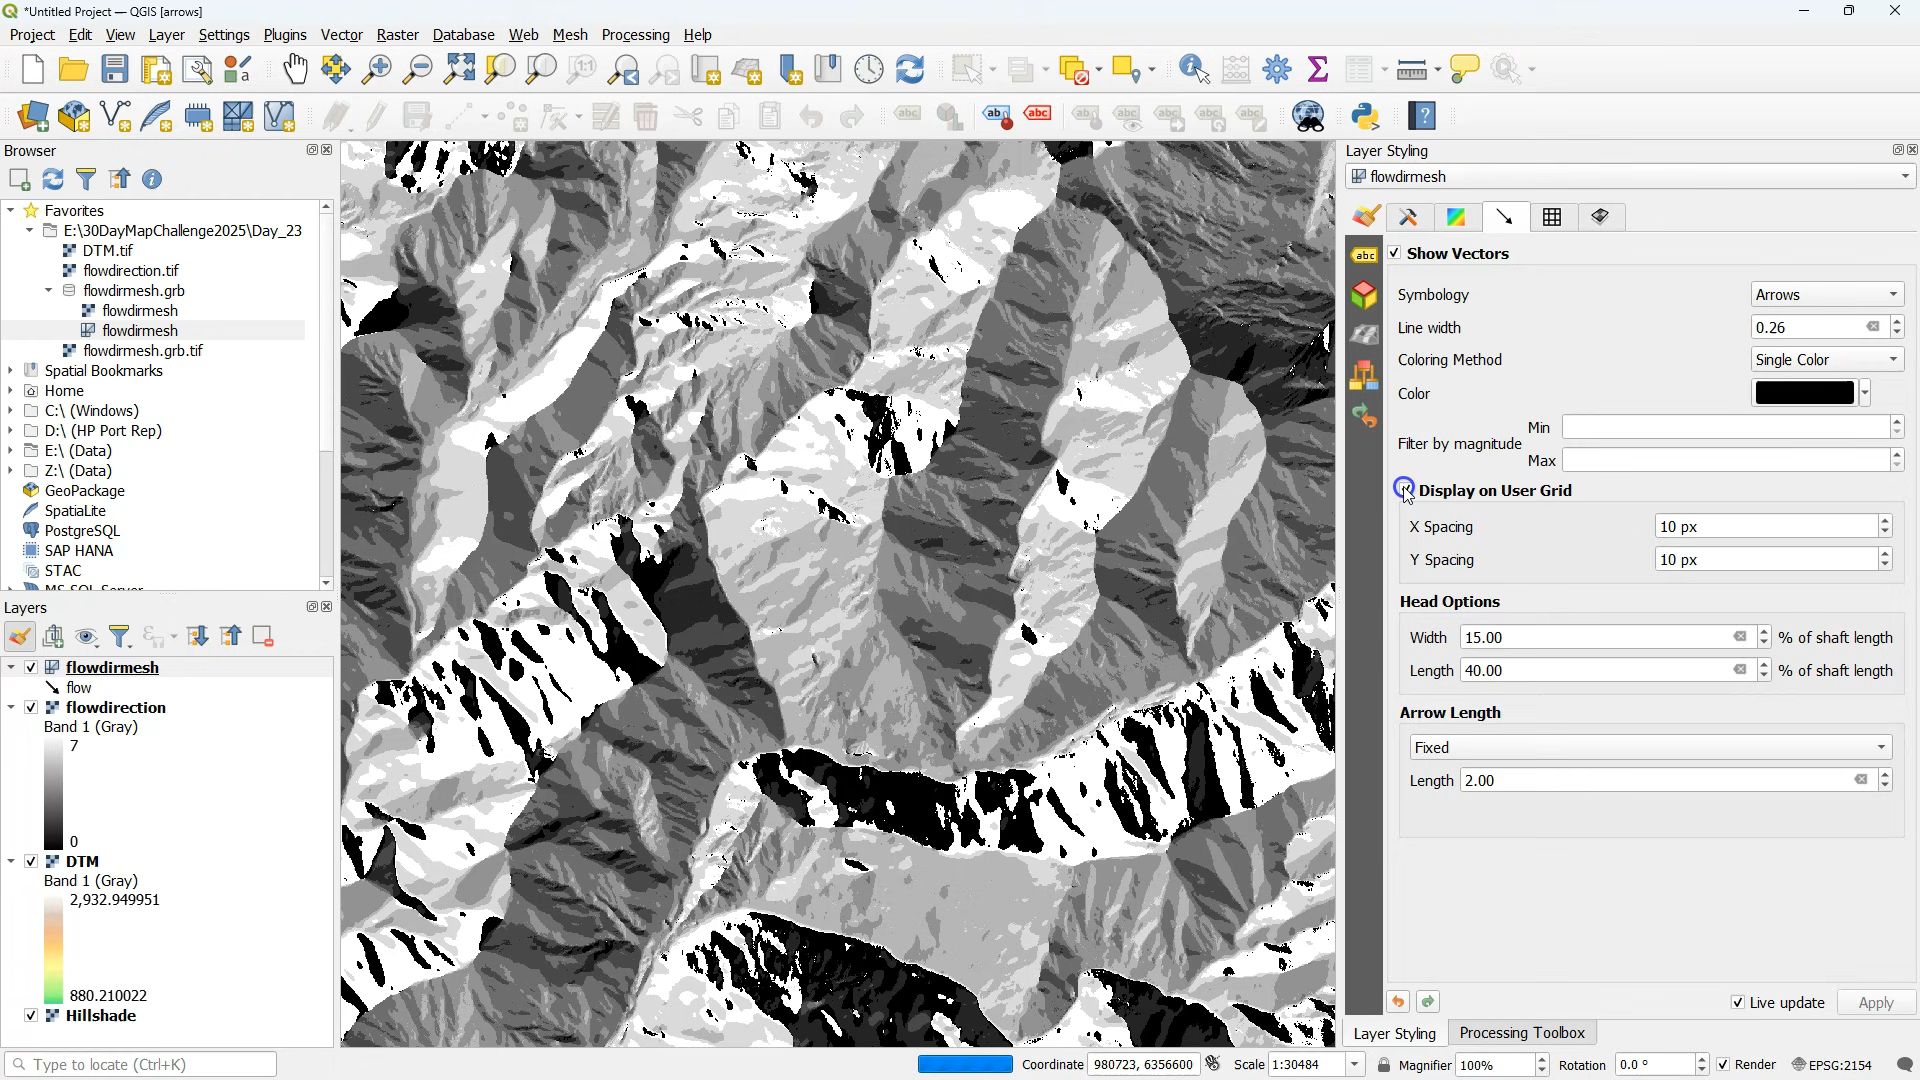 *Untitled Project — QGIS [arrows]
Project Edit View Layer Settings Plugins Vector Raster Database Web Mesh Processing Help
Browser
Favorites
E:\30DayMapChallenge2025\Day_23
DTM.tif
flowdirection.tif
flowdirmesh.grb
flowdirmesh
flowdirmesh
flowdirmesh.grb.tif
Spatial Bookmarks
Home
C:\ (Windows)
D:\ (HP Port Rep)
E:\ (Data)
Z:\ (Data)
GeoPackage
SpatiaLite
PostgreSQL
SAP HANA
STAC
Layers
flowdirmesh
flow
flowdirection
Band 1 (Gray)
7
0
DTM
Band 1 (Gray)
2,932.949951
880.210022
Hillshade
Layer Styling
flowdirmesh
Show Vectors
Symbology Arrows
Line width 0.26
Coloring Method Single Color
Color
Filter by magnitude
Min
Max
Display on User Grid
X Spacing 10 px
Y Spacing 10 px
Head Options
Width 15.00 % of shaft length
Length 40.00 % of shaft length
Arrow Length
Fixed
Length 2.00
Live update Apply
Layer Styling Processing Toolbox
Type to locate (Ctrl+K) Coordinate 980723, 6356600 Scale 1:30484 Magnifier 100% Rotation 0.0 ° Render EPSG:2154